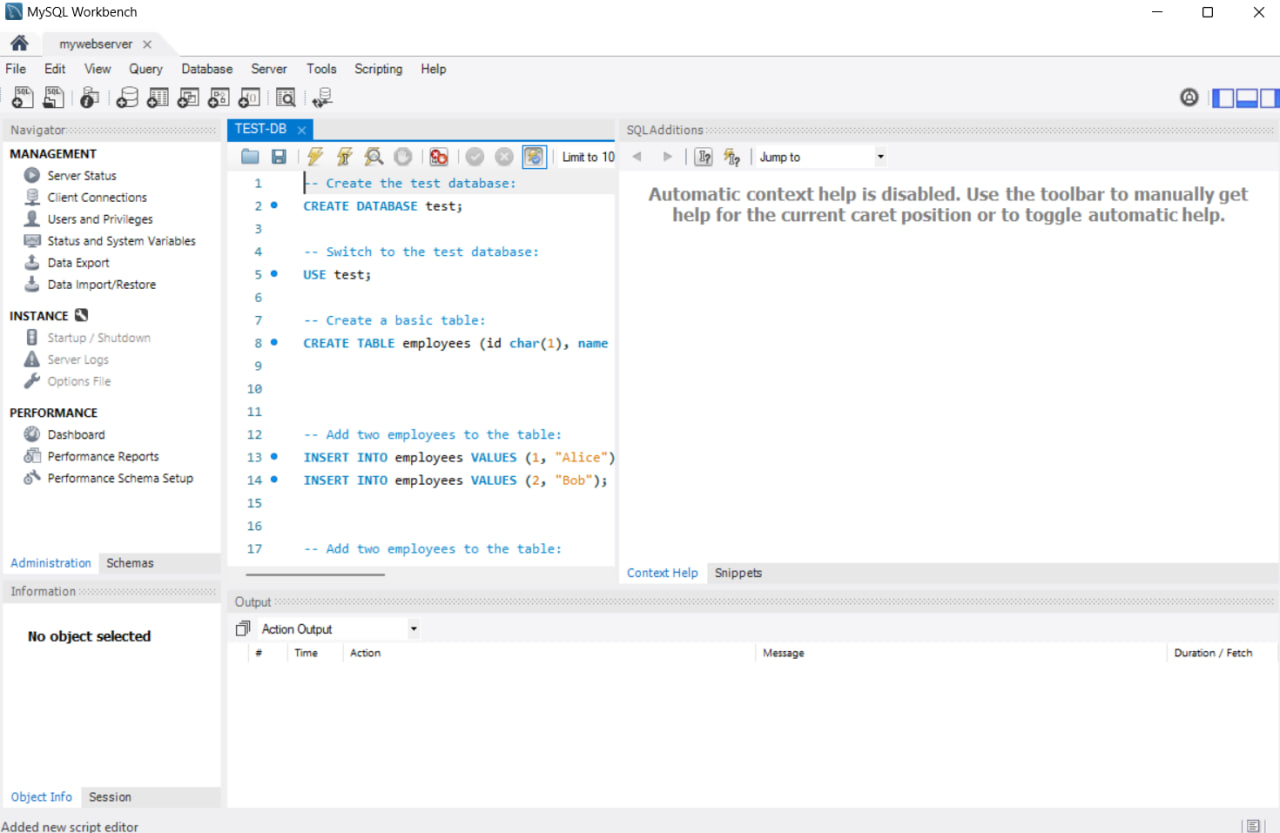 MySQL Workbench
mywebserver
File Edit View Query Database Server Tools Scripting Help
Navigator
MANAGEMENT
Server Status
Client Connections
Users and Privileges
Status and System Variables
Data Export
Data Import/Restore
INSTANCE
Startup / Shutdown
Server Logs
Options File
PERFORMANCE
Dashboard
Performance Reports
Performance Schema Setup
Administration Schemas
Information
No object selected
Object Info Session
TEST-DB
Limit to 10
1 -- Create the test database:
2 CREATE DATABASE test;
3
4 -- Switch to the test database:
5 USE test;
6
7 -- Create a basic table:
8 CREATE TABLE employees (id char(1), name
9
10
11
12 -- Add two employees to the table:
13 INSERT INTO employees VALUES (1, "Alice")
14 INSERT INTO employees VALUES (2, "Bob");
15
16
17 -- Add two employees to the table:
SQLAdditions
Jump to
Automatic context help is disabled. Use the toolbar to manually get
help for the current caret position or to toggle automatic help.
Context Help Snippets
Output
Action Output
# Time Action Message Duration / Fetch
Added new script editor